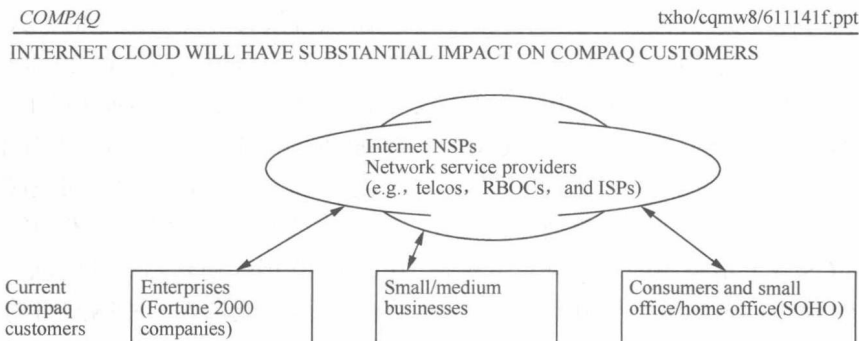 COMPAQ
txho/cqmw8/611141f.ppt
INTERNET CLOUD WILL HAVE SUBSTANTIAL IMPACT ON COMPAQ CUSTOMERS
Internet NSPs
Network service providers
(e.g.，telcos，RBOCs，and ISPs)
Current
Compaq
customers
Enterprises
(Fortune 2000
companies)
Small/medium
businesses
Consumers and small
office/home office(SOHO)